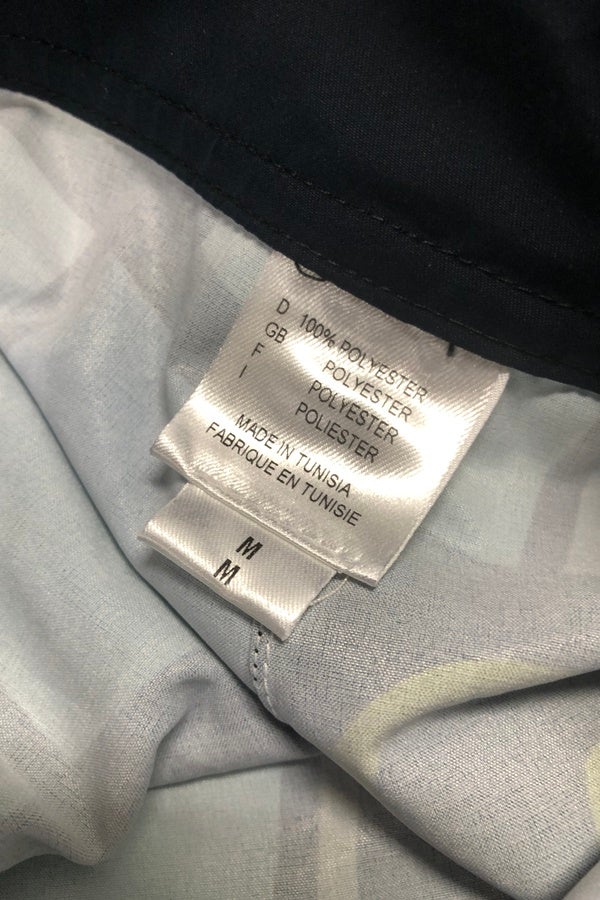 D 100% POLYESTER
GB POLYESTER
F POLYESTER
I POLIESTER
MADE IN TUNISIA
FABRIQUE EN TUNISIE
M
M